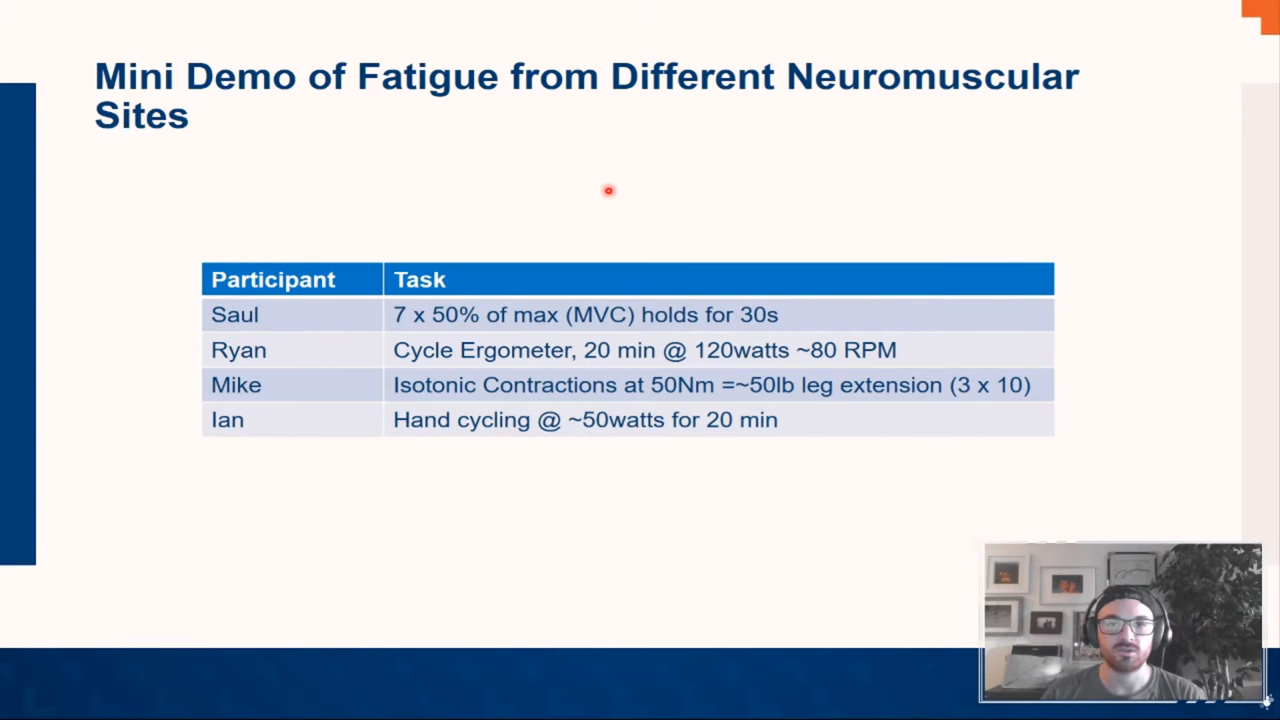 Mini Demo of Fatigue from Different Neuromuscular
Sites
Participant Task
Saul 7 x 50% of max (MVC) holds for 30s
Ryan Cycle Ergometer, 20 min @ 120watts ~80 RPM
Mike Isotonic Contractions at 50Nm =~50lb leg extension (3 x 10)
Ian Hand cycling @ ~50watts for 20 min